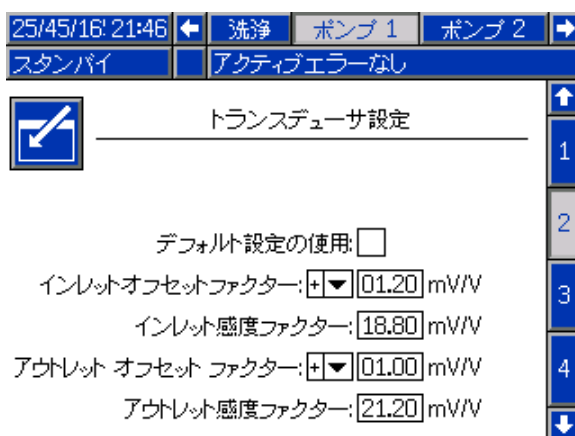 25/45/16 21:46 洗浄 ポンプ 1 ポンプ 2
スタンバイ アクティブエラーなし
トランスデューサ設定
1
2
デフォルト設定の使用:
インレットオフセットファクター: + 01.20 mV/V
3
インレット感度ファクター: 18.80 mV/V
アウトレット オフセット ファクター: + 01.00 mV/V
4
アウトレット感度ファクター: 21.20 mV/V